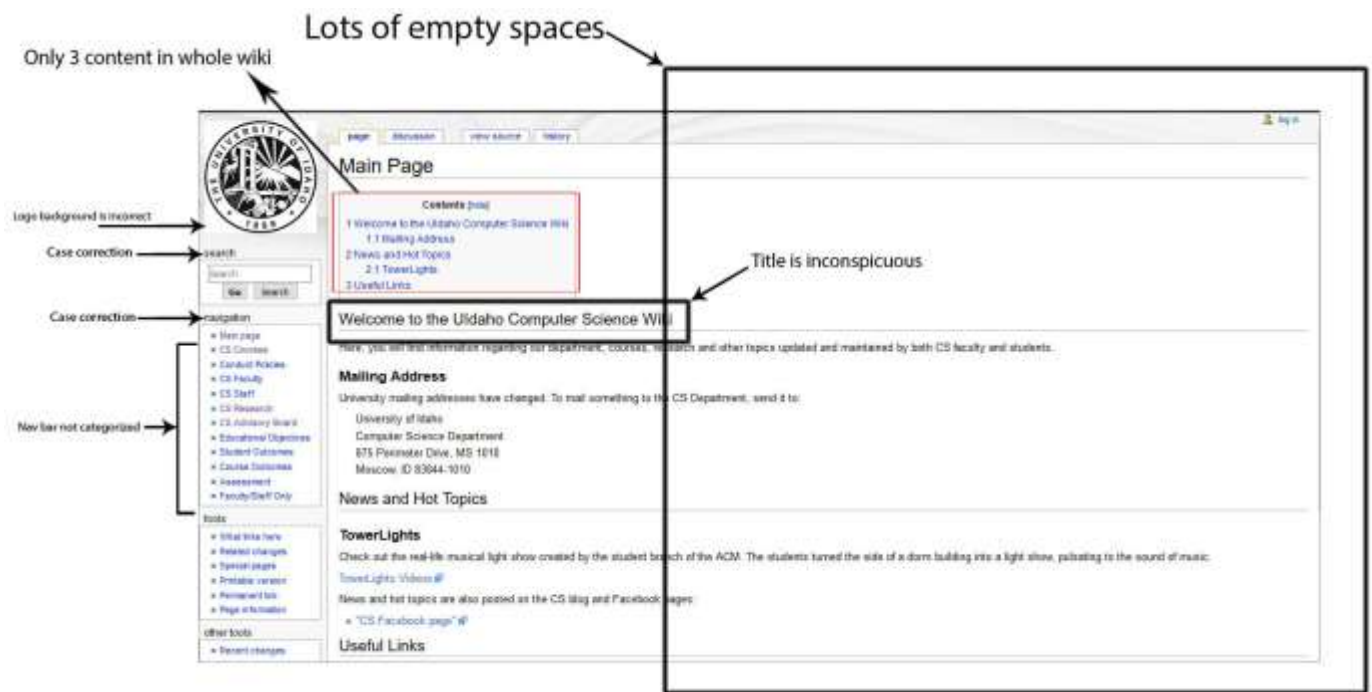 Lots of empty spaces
Only 3 content in whole wiki
log in
page discussion view source history
THE UNIVERSITY OF IDAHO
1889
Main Page
Logo background is incorrect
Contents [hide]
1 Welcome to the UIdaho Computer Science Wiki
1.1 Mailing Address
2 News and Hot Topics
2.1 TowerLights
3 Useful Links
Case correction
search
search
Go search
Title is inconspicuous
Case correction
navigation
Welcome to the UIdaho Computer Science Wiki
Here, you will find information regarding our department, courses, research and other topics updated and maintained by both CS faculty and students.
Main page
CS Courses
Conduct Policies
CS Faculty
CS Staff
CS Research
CS Advisory Board
Educational Objectives
Student Outcomes
Course Outcomes
Assessment
Faculty/Staff Only
Nav bar not categorized
Mailing Address
University mailing addresses have changed. To mail something to the CS Department, send it to:
University of Idaho
Computer Science Department
875 Perimeter Drive, MS 1010
Moscow, ID 83844-1010
News and Hot Topics
tools
What links here
Related changes
Special pages
Printable version
Permanent link
Page information
TowerLights
Check out the real-life musical light show created by the student branch of the ACM. The students turned the side of a dorm building into a light show, pulsating to the sound of music.
TowerLights Videos
News and hot topics are also posted on the CS blog and Facebook pages:
"CS Facebook page"
other tools
Recent changes
Useful Links